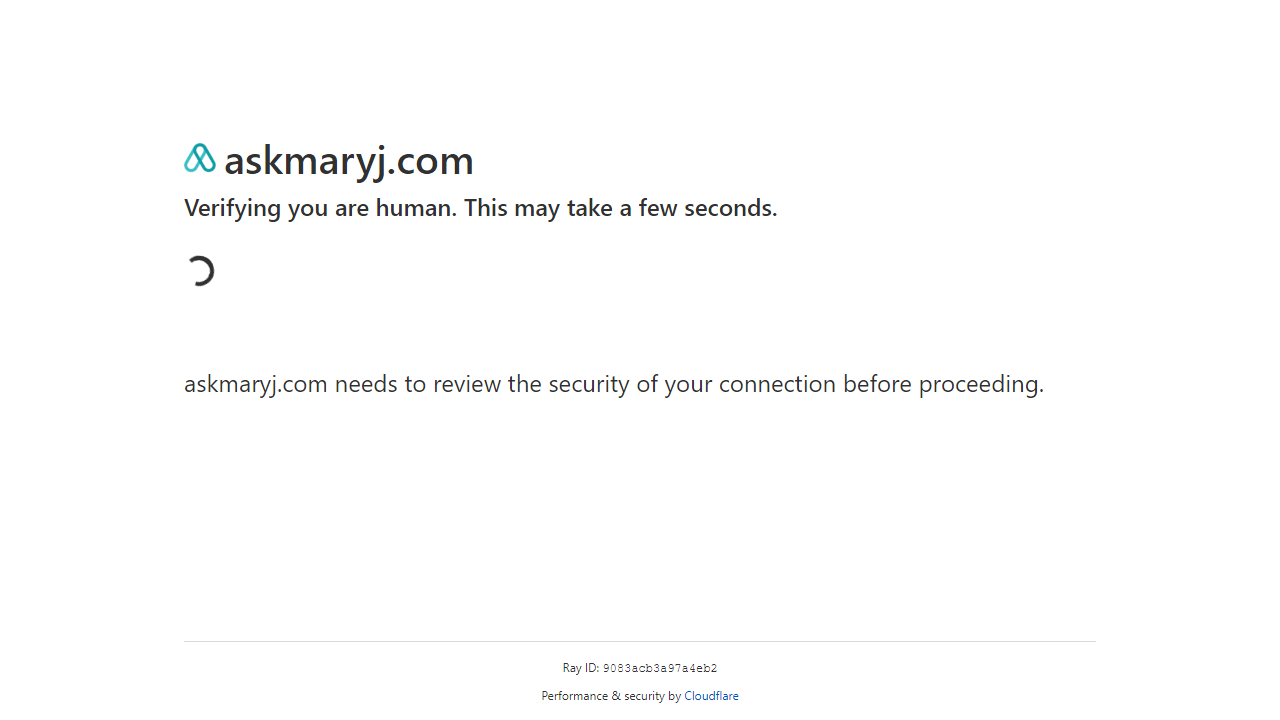 askmaryj.com
Verifying you are human. This may take a few seconds.
askmaryj.com needs to review the security of your connection before proceeding.
Ray ID: 9083acb3a97a4eb2
Performance & security by Cloudflare